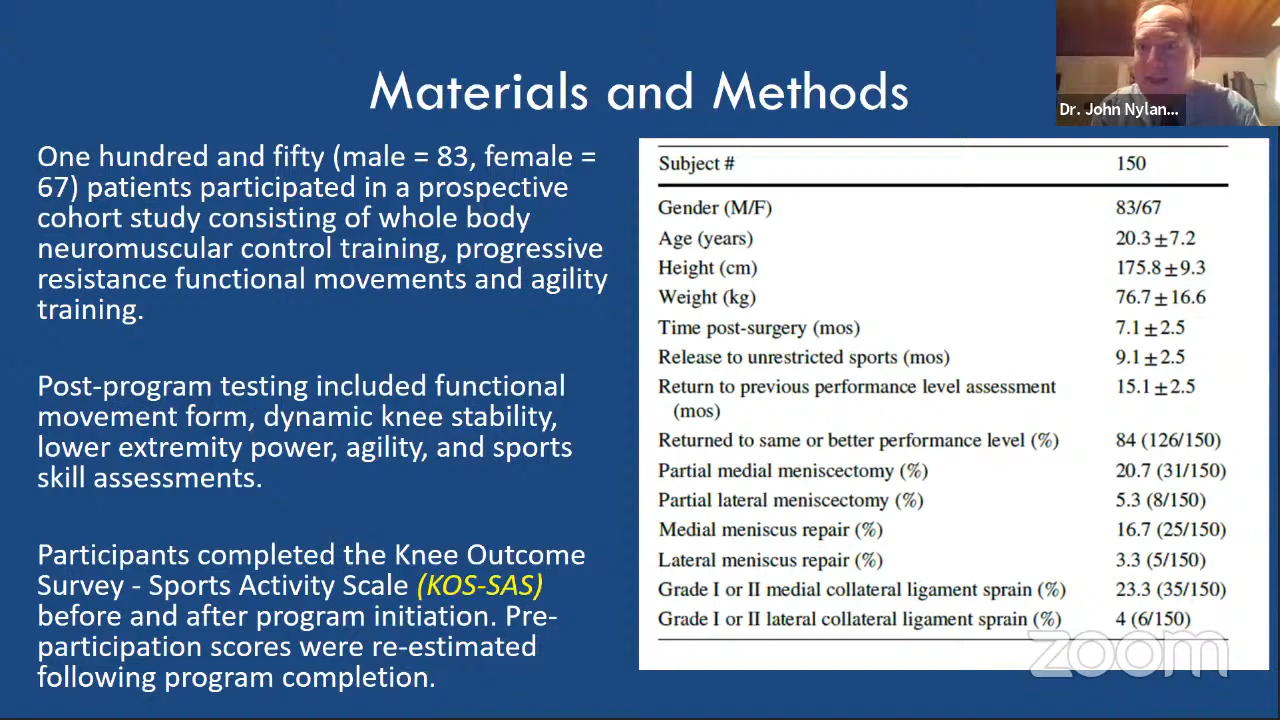 Materials and Methods
Dr. John Nylan...
One hundred and fifty (male = 83, female =
67) patients participated in a prospective
cohort study consisting of whole body
neuromuscular control training, progressive
resistance functional movements and agility
training.
Post-program testing included functional
movement form, dynamic knee stability,
lower extremity power, agility, and sports
skill assessments.
Participants completed the Knee Outcome
Survey - Sports Activity Scale (KOS-SAS)
before and after program initiation. Pre-
participation scores were re-estimated
following program completion.
Subject # 150
Gender (M/F) 83/67
Age (years) 20.3±7.2
Height (cm) 175.8±9.3
Weight (kg) 76.7±16.6
Time post-surgery (mos) 7.1±2.5
Release to unrestricted sports (mos) 9.1±2.5
Return to previous performance level assessment 15.1±2.5
(mos)
Returned to same or better performance level (%) 84 (126/150)
Partial medial meniscectomy (%) 20.7 (31/150)
Partial lateral meniscectomy (%) 5.3 (8/150)
Medial meniscus repair (%) 16.7 (25/150)
Lateral meniscus repair (%) 3.3 (5/150)
Grade I or II medial collateral ligament sprain (%) 23.3 (35/150)
Grade I or II lateral collateral ligament sprain (%) 4 (6/150)
zoom